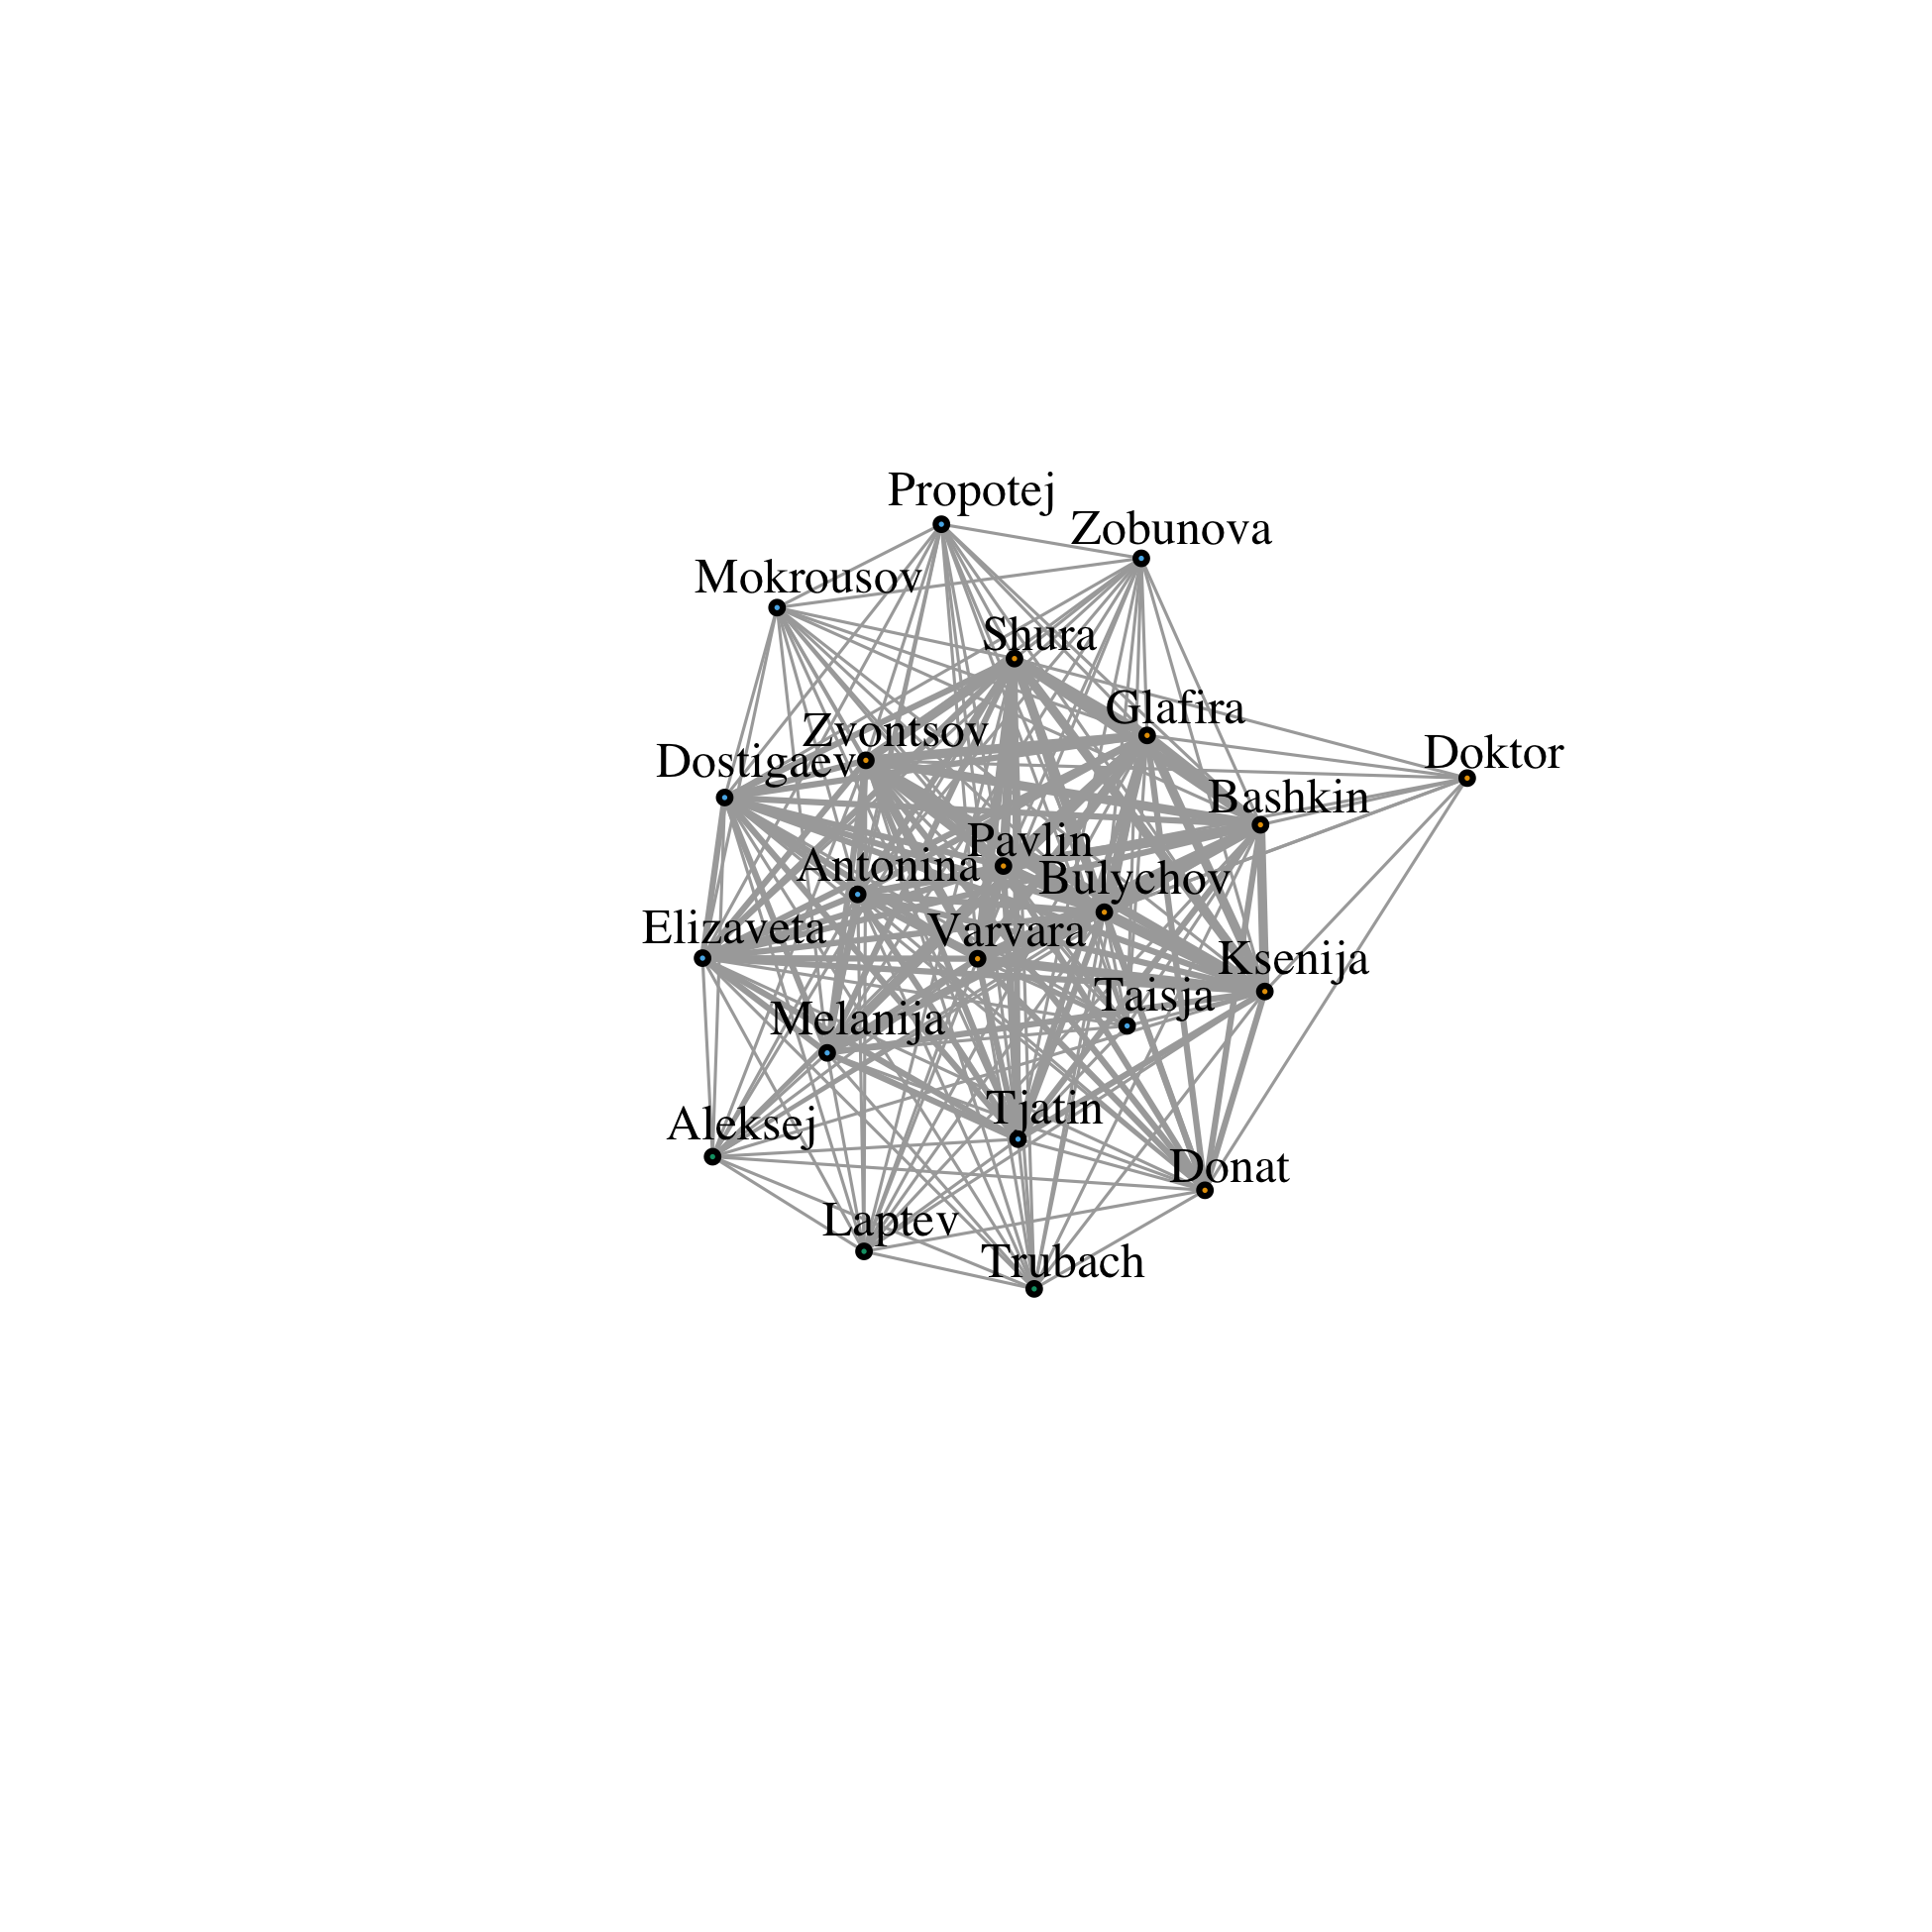 Propotej
Zobunova
Mokrousov
Shura
Glafira
Zvontsov
Doktor
Dostigaev
Bashkin
Pavlin
Antonina
Bulychov
Elizaveta
Varvara
Ksenija
Taisja
Melanija
Tjatin
Aleksej
Donat
Laptev
Trubach